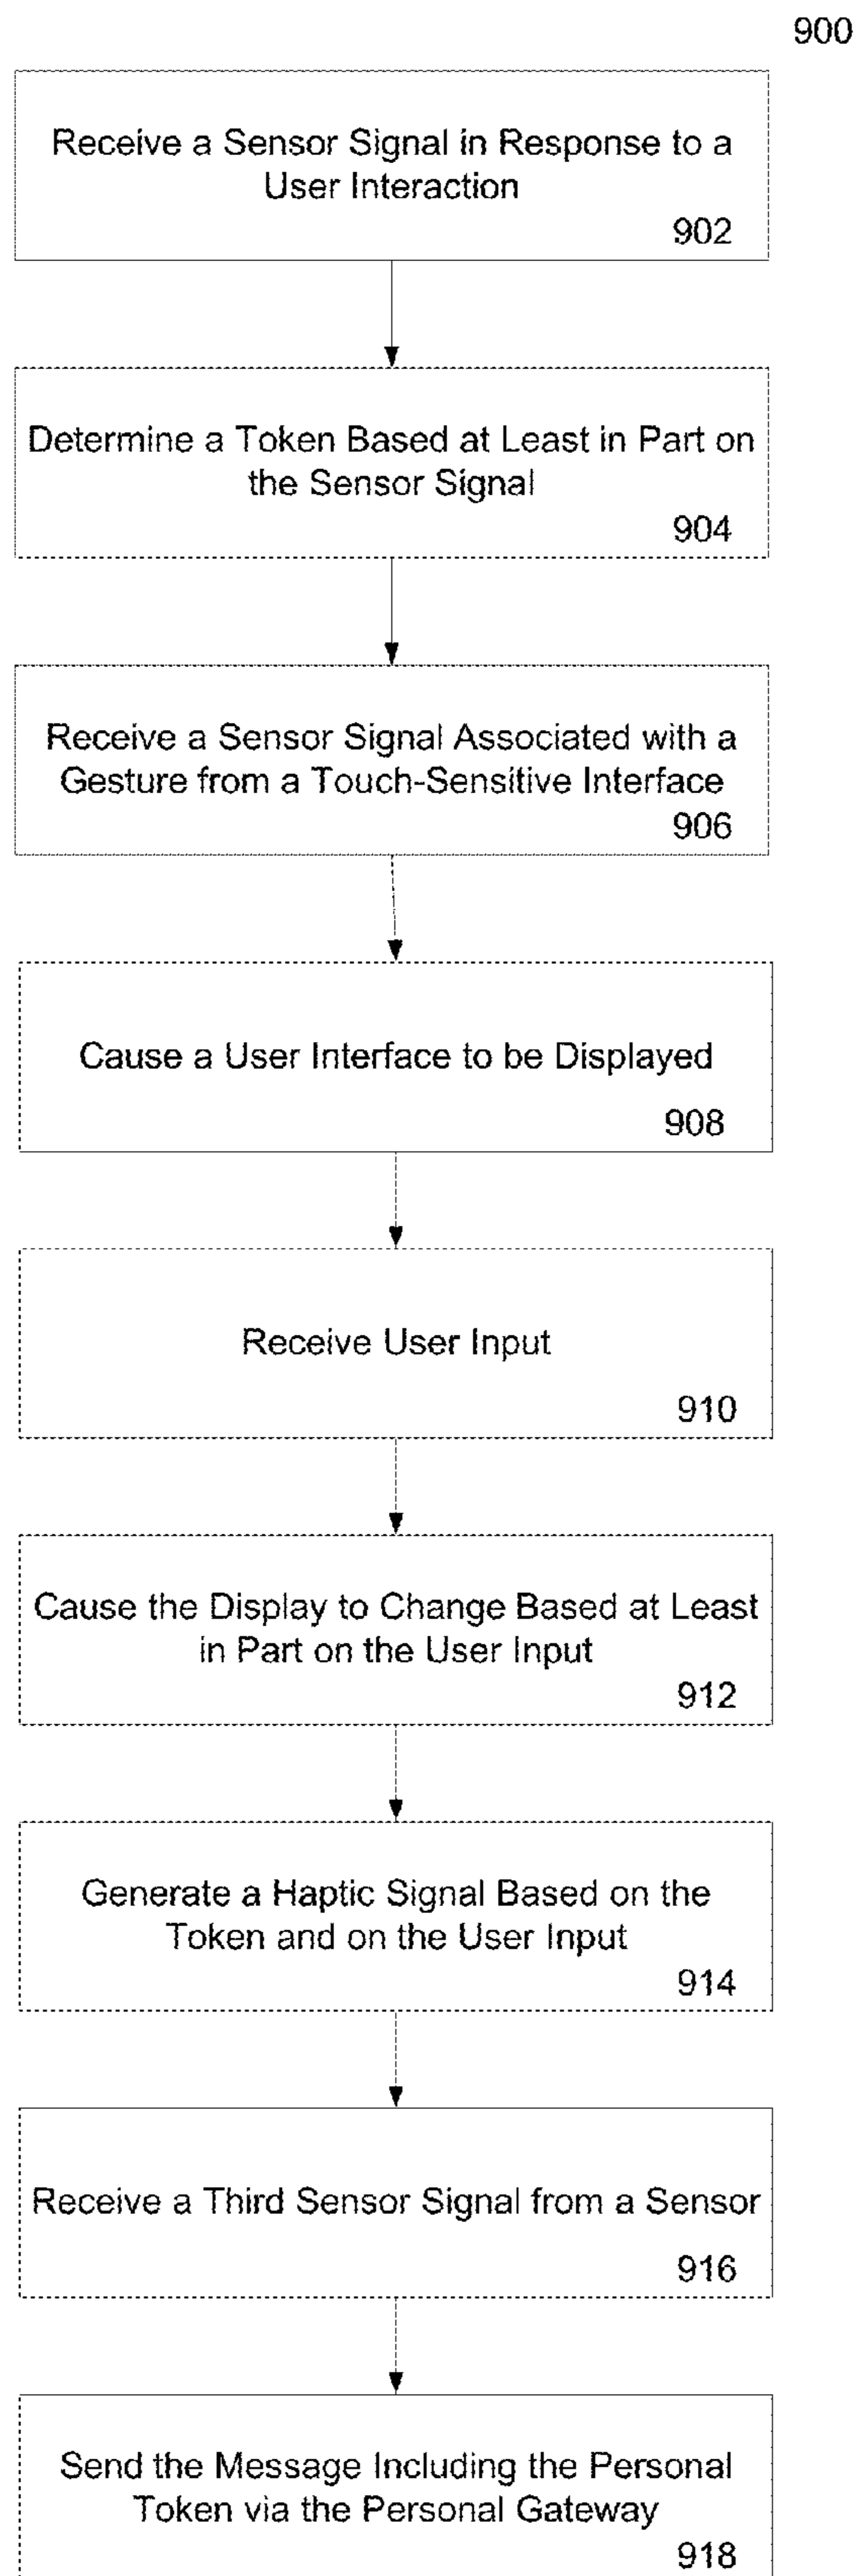 900
Receive a Sensor Signal in Response to a
User Interaction
902
Determine a Token Based at Least in Part on
the Sensor Signal
904
Receive a Sensor Signal Associated with a
Gesture from a Touch-Sensitive Interface
906
Cause a User Interface to be Displayed
908
Receive User Input
910
Cause the Display to Change Based at Least
in Part on the User Input
912
Generate a Haptic Signal Based on the
Token and on the User Input
914
Receive a Third Sensor Signal from a Sensor
916
Send the Message Including the Personal
Token via the Personal Gateway
918